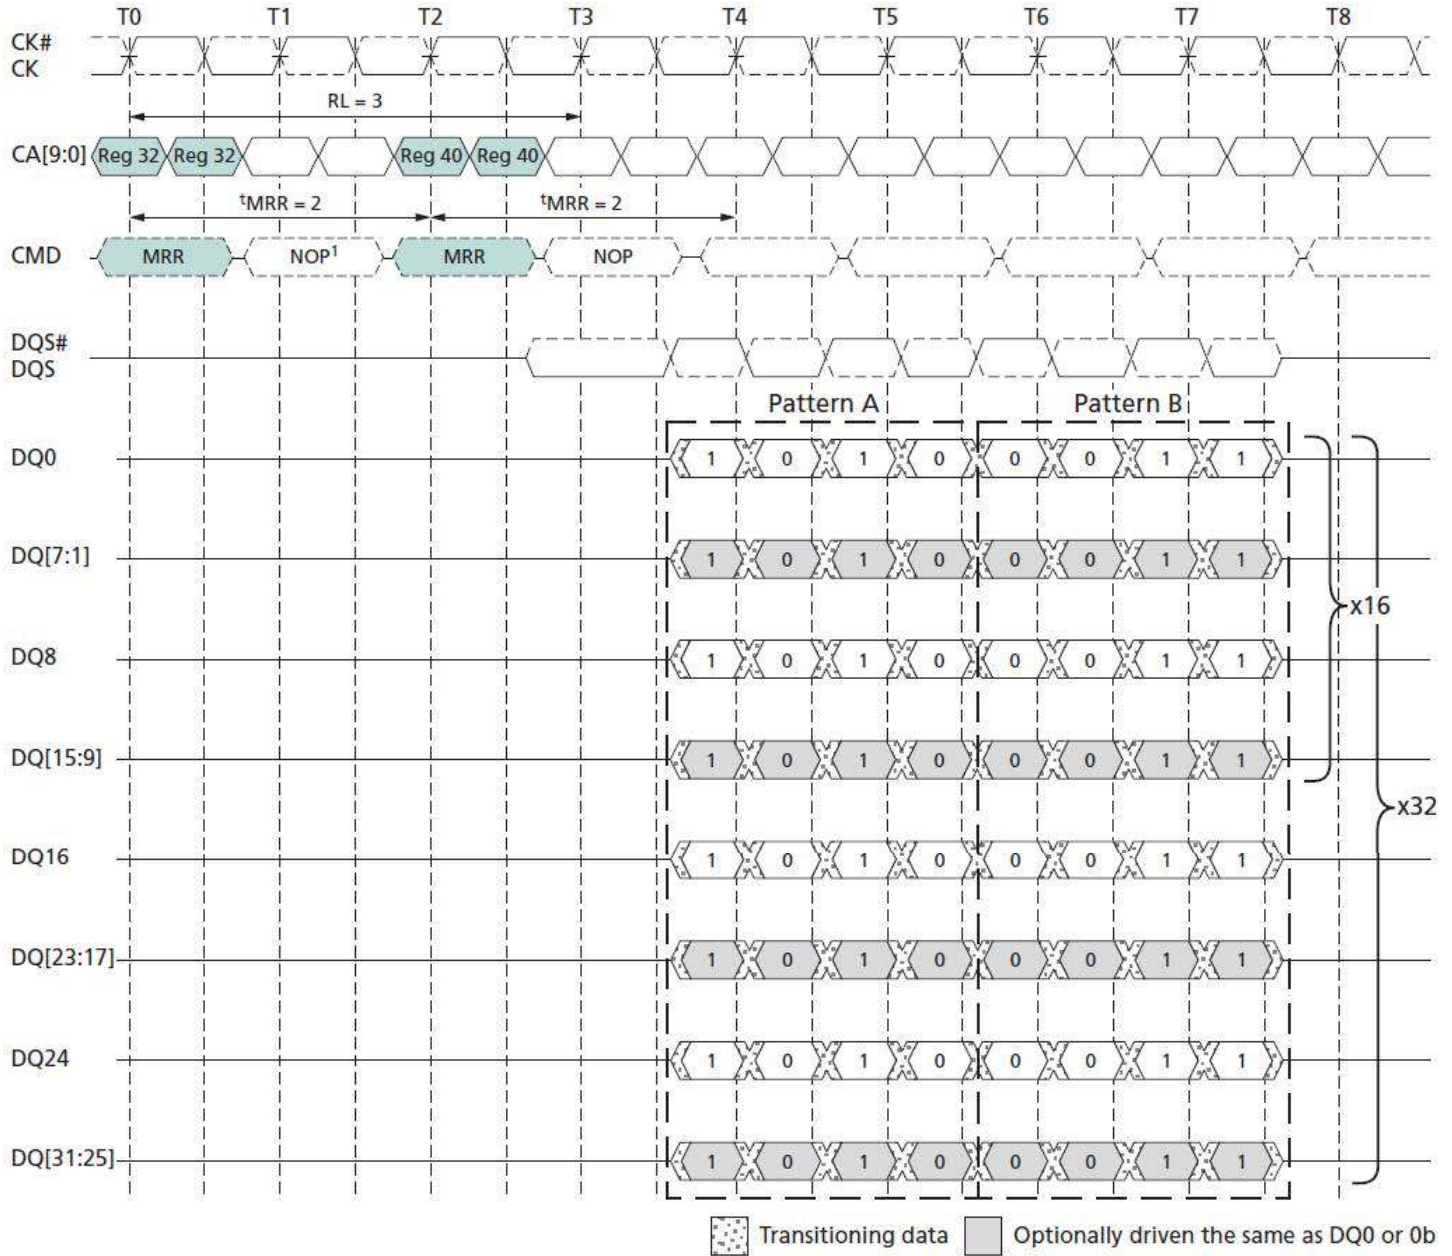 T0 T1 T2 T3 T4 T5 T6 T7 T8
CK#
CK
RL = 3
CA[9:0] Reg 32 Reg 32 Reg 40 Reg 40
tMRR = 2 tMRR = 2
CMD MRR NOP1 MRR NOP
DQS#
DQS
Pattern A Pattern B
DQ0 1 0 1 0 0 0 1 1
DQ[7:1] 1 0 1 0 0 0 1 1
x16
DQ8 1 0 1 0 0 0 1 1
DQ[15:9] 1 0 1 0 0 0 1 1
x32
DQ16 1 0 1 0 0 0 1 1
DQ[23:17] 1 0 1 0 0 0 1 1
DQ24 1 0 1 0 0 0 1 1
DQ[31:25] 1 0 1 0 0 0 1 1
Transitioning data Optionally driven the same as DQ0 or 0b